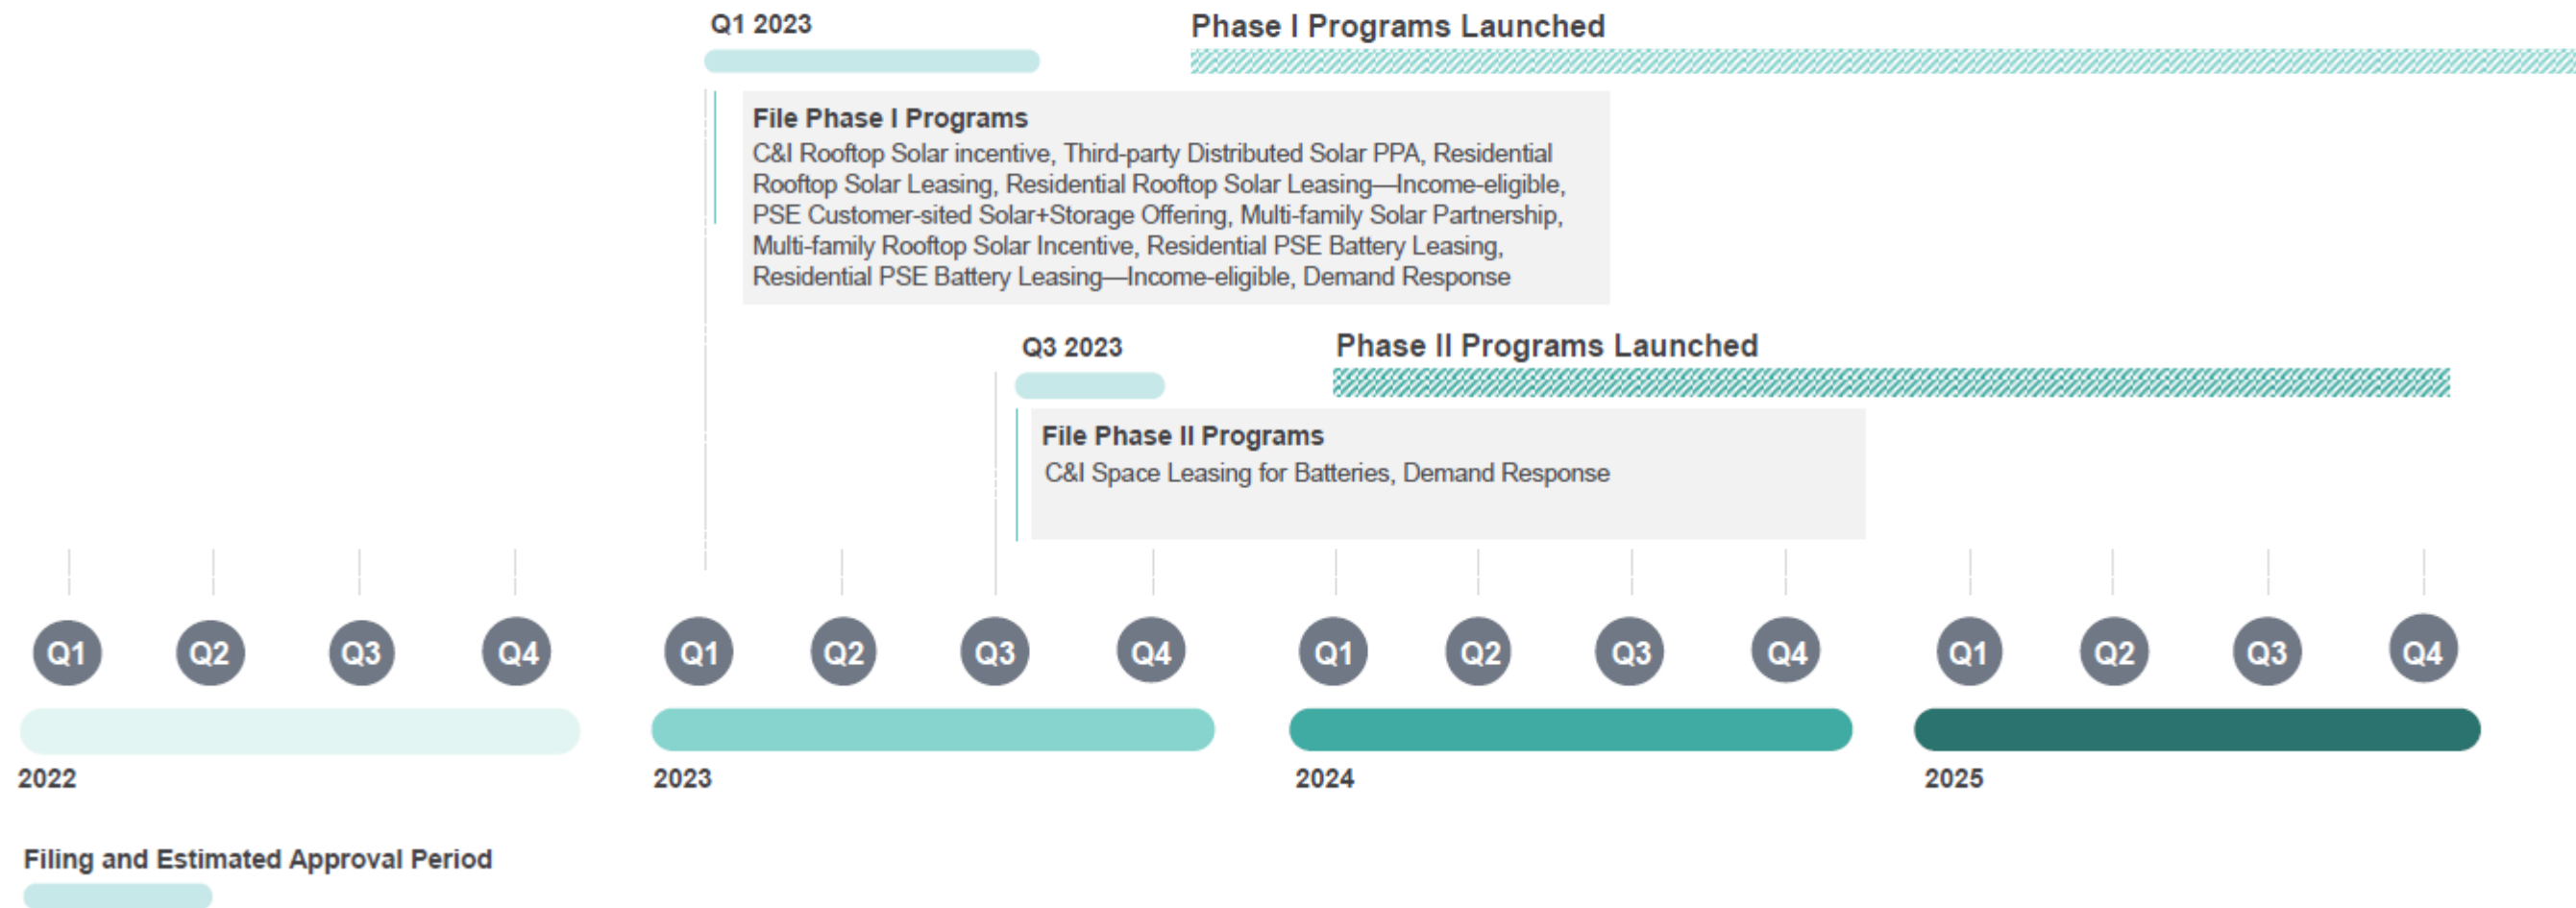 Q1 2023
Phase I Programs Launched
File Phase I Programs
C&I Rooftop Solar incentive, Third-party Distributed Solar PPA, Residential
Rooftop Solar Leasing, Residential Rooftop Solar Leasing—Income-eligible,
PSE Customer-sited Solar+Storage Offering, Multi-family Solar Partnership,
Multi-family Rooftop Solar Incentive, Residential PSE Battery Leasing,
Residential PSE Battery Leasing—Income-eligible, Demand Response
Q3 2023
Phase II Programs Launched
File Phase II Programs
C&I Space Leasing for Batteries, Demand Response
Q1 Q2 Q3 Q4 Q1 Q2 Q3 Q4 Q1 Q2 Q3 Q4 Q1 Q2 Q3 Q4
2022 2023 2024 2025
Filing and Estimated Approval Period